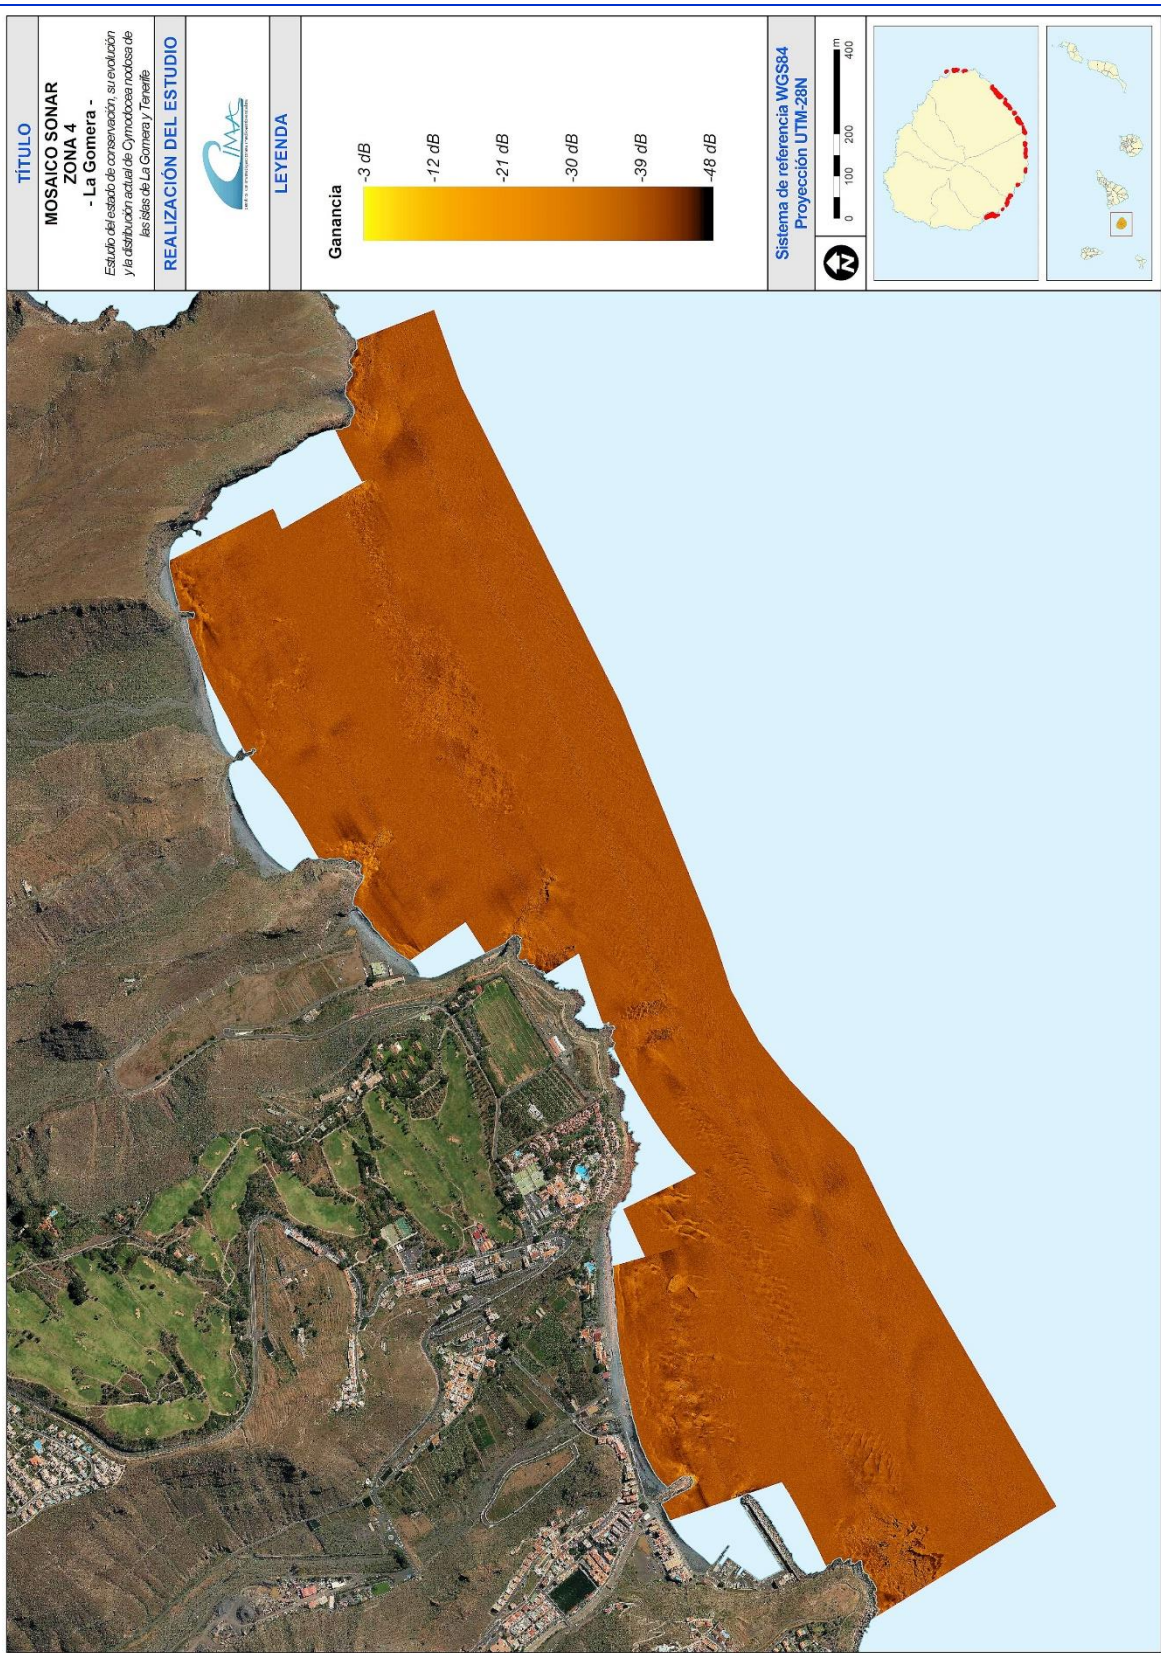 TÍTULO
MOSAICO SONAR
ZONA 4
- La Gomera -
Estudio del estado de conservación, su evolución
y la distribución actual de Cymodocea nodosa de
las islas de La Gomera y Tenerife
REALIZACIÓN DEL ESTUDIO
CIMA
LEYENDA
Ganancia
-3 dB
-12 dB
-21 dB
-30 dB
-39 dB
-48 dB
Sistema de referencia WGS84
Proyección UTM-28N
N
0 100 200 400
m